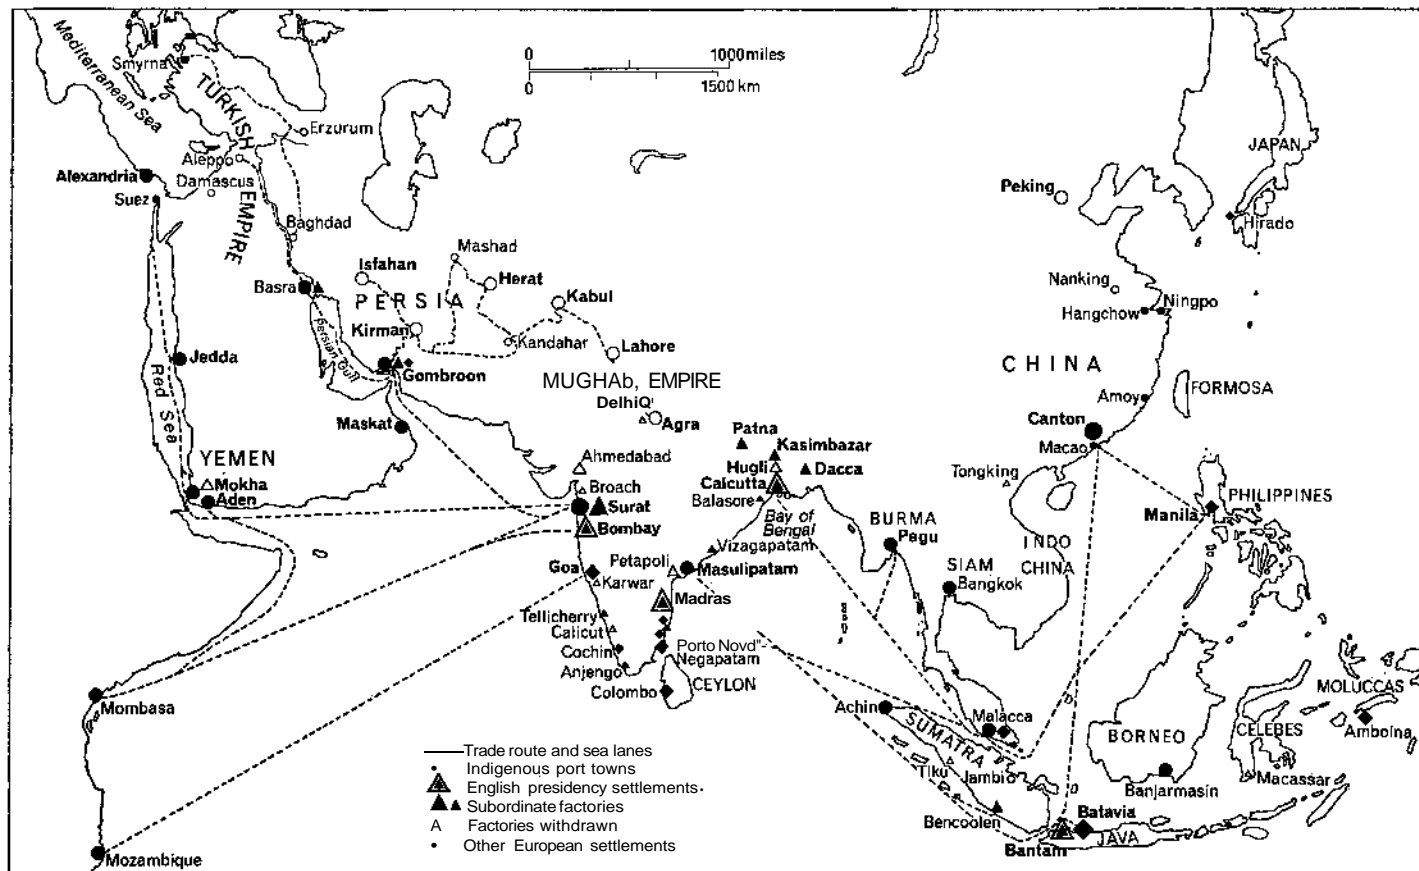 Mediterranean Sea
Smyrna
0 1000 miles
0 1500 km
TURKISH EMPIRE
Erzurum
Aleppo
Damascus
Alexandria
Suez
Baghdad
JAPAN
Peking
Hirado
Mashad
Isfahan
Herat
Nanking
Basra
PERSIA
Kabul
Hangchow
Ningpo
Persian Gulf
Kirman
Kandahar
Lahore
Jedda
Gombroon
CHINA
MUGHAb, EMPIRE
FORMOSA
Red Sea
DelhiQ'
Amoy
Agra
Canton
Maskat
Patna
Macao
Kasimbazar
YEMEN
Ahmedabad
Hugli
Dacca
Tongking
Mokha
Calcutta
Aden
Broach
Balasore
PHILIPPINES
Surat
Manila
Bay of
Bengal
BURMA
Bombay
Pegu
INDO
CHINA
Vizagapatam
Petapoli
SIAM
Goa
Masulipatam
Karwar
Bangkok
Madras
Tellicherry
Calicut
Porto Novd"
Cochin
Negapatam
Anjengo
CEYLON
Colombo
MOLUCCAS
Mombasa
Achin
Malacca
SUMATRA
CELEBES
Amboina
BORNEO
Tiku
Jambi
Macassar
Banjarmasin
Bencoolen
Batavia
JAVA
Bantam
Mozambique
Trade route and sea lanes
Indigenous port towns
English presidency settlements.
Subordinate factories
A Factories withdrawn
Other European settlements